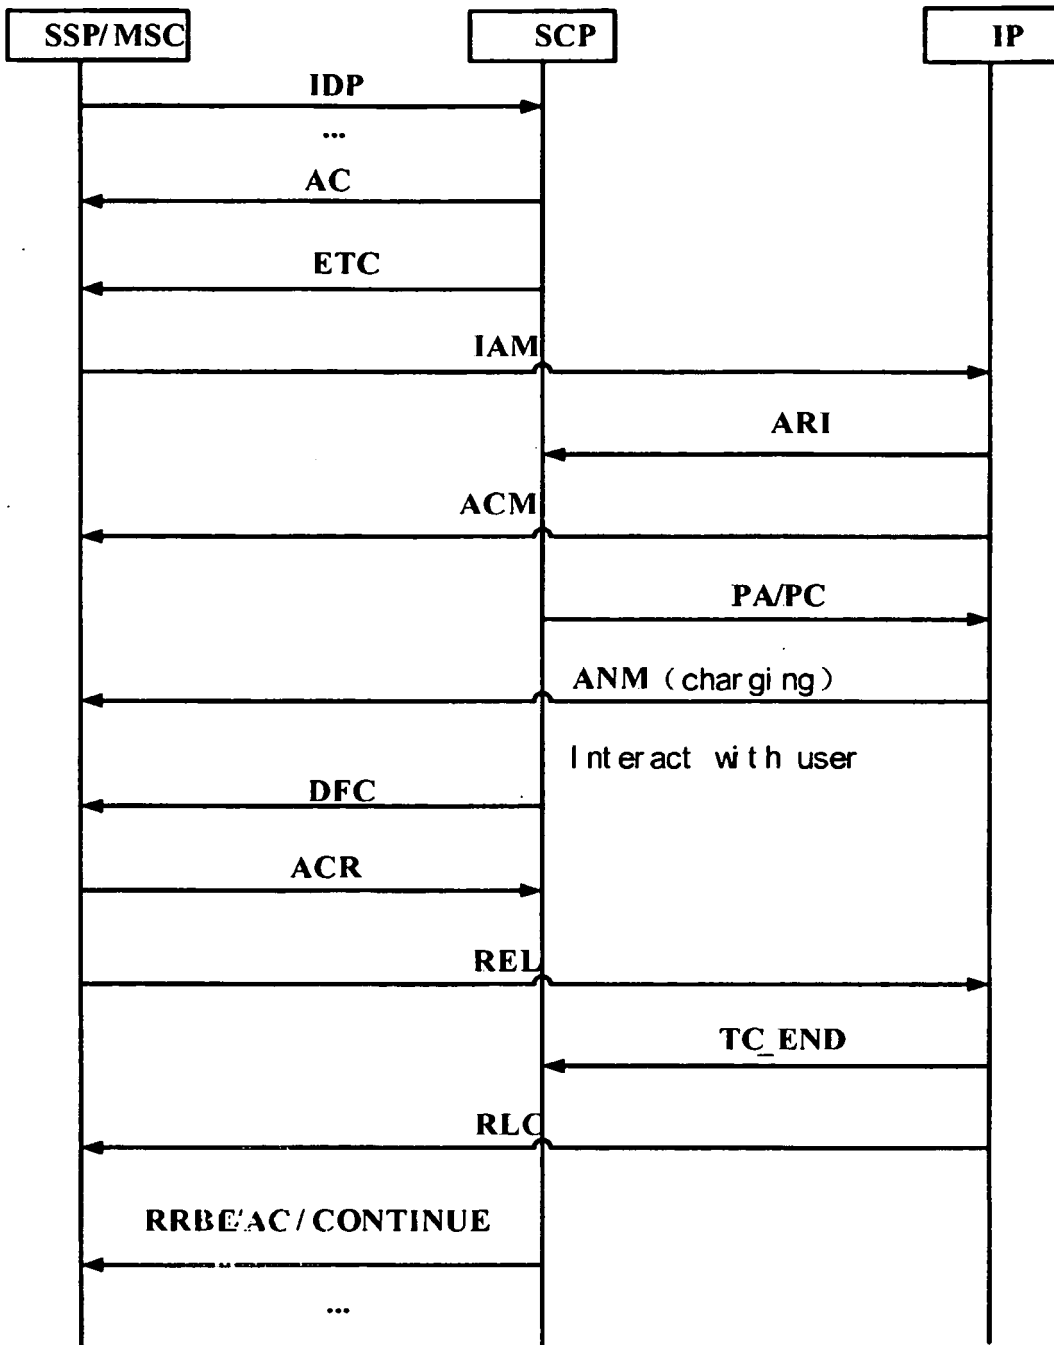 SSP/MSC SCP IP
IDP
...
AC
ETC
IAM
ARI
ACM
PA/PC
ANM（charging）
Interact with user
DFC
ACR
REL
TC_END
RLC
RRBE/AC/CONTINUE
...